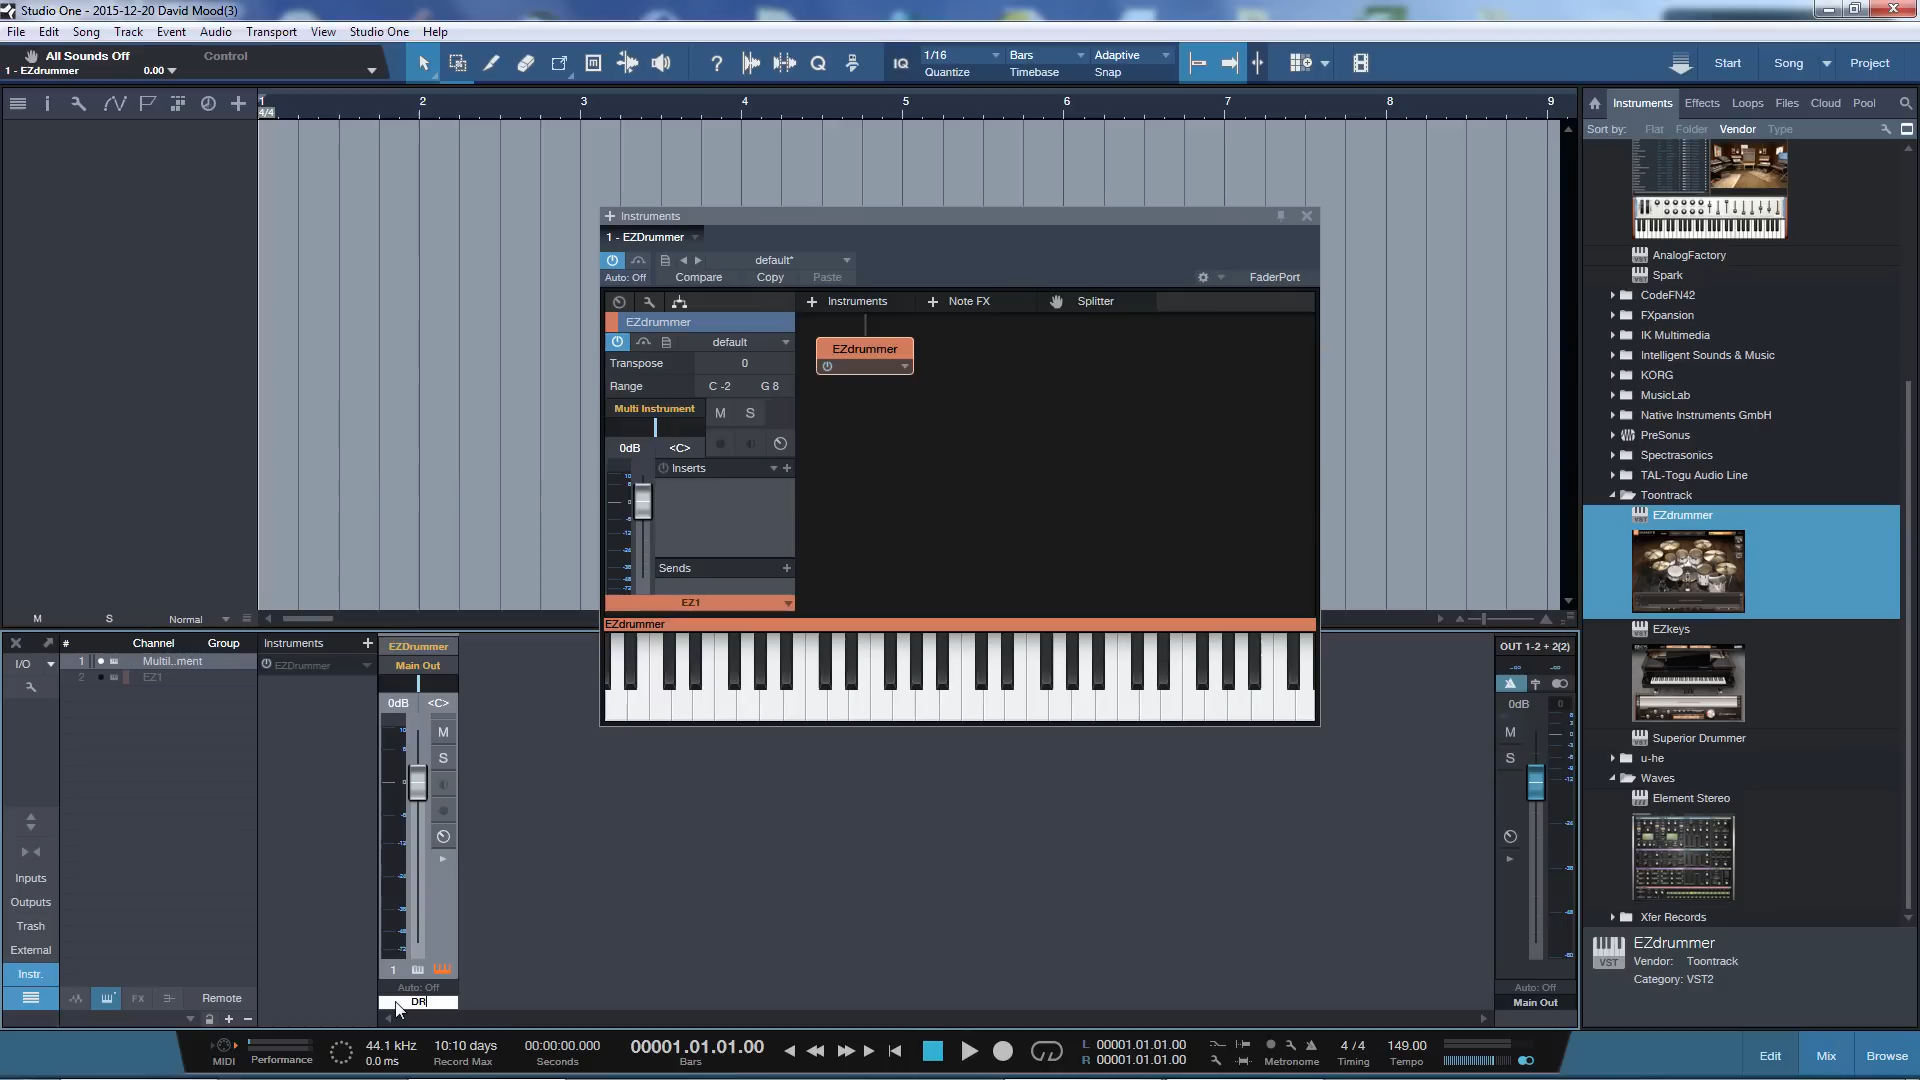 Studio One - 2015-12-20 David Mood(3)
File Edit Song Track Event Audio Transport View Studio One Help
All Sounds Off Control
1 - EZdrummer 0.00
IQ 1/16 Quantize Bars Timebase Adaptive Snap
Start Song Project
1 2 3 4 5 6 7 8 9
4/4
Instruments Effects Loops Files Cloud Pool
Sort by: Flat Folder Vendor Type
AnalogFactory
Spark
CodeFN42
FXpansion
IK Multimedia
Intelligent Sounds & Music
KORG
MusicLab
Native Instruments GmbH
PreSonus
Spectrasonics
TAL-Togu Audio Line
Toontrack
EZdrummer
EZkeys
Superior Drummer
u-he
Waves
Element Stereo
Xfer Records
EZdrummer
Vendor: Toontrack
Category: VST2
VST
Instruments
1 - EZDrummer
default*
Auto: Off Compare Copy Paste FaderPort
Instruments Note FX Splitter
EZdrummer
default
Transpose 0
Range C -2 G 8
Multi Instrument M S
0dB <C>
Inserts
Sends
EZ1
EZdrummer
EZdrummer
M S Normal
# Channel Group
I/O
1 Multil..ment
2 EZ1
Inputs
Outputs
Trash
External
Instr.
FX Remote
Instruments
EZDrummer
EZDrummer
Main Out
0dB <C>
M
S
1
Auto: Off
DR
OUT 1-2 + 2(2)
0dB 0
M
S
Auto: Off
Main Out
MIDI Performance
44.1 kHz
0.0 ms
10:10 days
Record Max
00:00:00.000
Seconds
00001.01.01.00
Bars
L 00001.01.01.00
R 00001.01.01.00
Metronome
4 / 4
Timing
149.00
Tempo
Edit Mix Browse